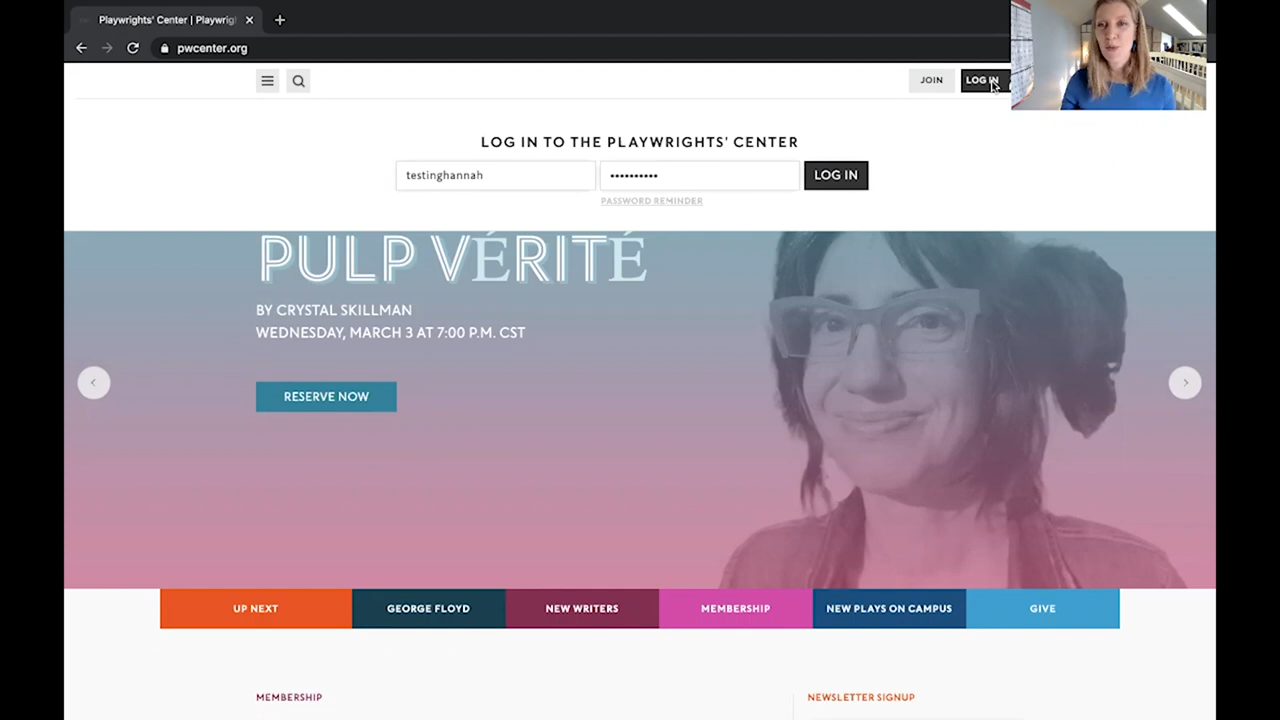 Playwrights' Center | Playwrig
pwcenter.org
JOIN
LOG IN
LOG IN TO THE PLAYWRIGHTS' CENTER
testinghannah
••••••••••
LOG IN
PASSWORD REMINDER
PULP VÉRITÉ
BY CRYSTAL SKILLMAN
WEDNESDAY, MARCH 3 AT 7:00 P.M. CST
RESERVE NOW
UP NEXT
GEORGE FLOYD
NEW WRITERS
MEMBERSHIP
NEW PLAYS ON CAMPUS
GIVE
MEMBERSHIP
NEWSLETTER SIGNUP